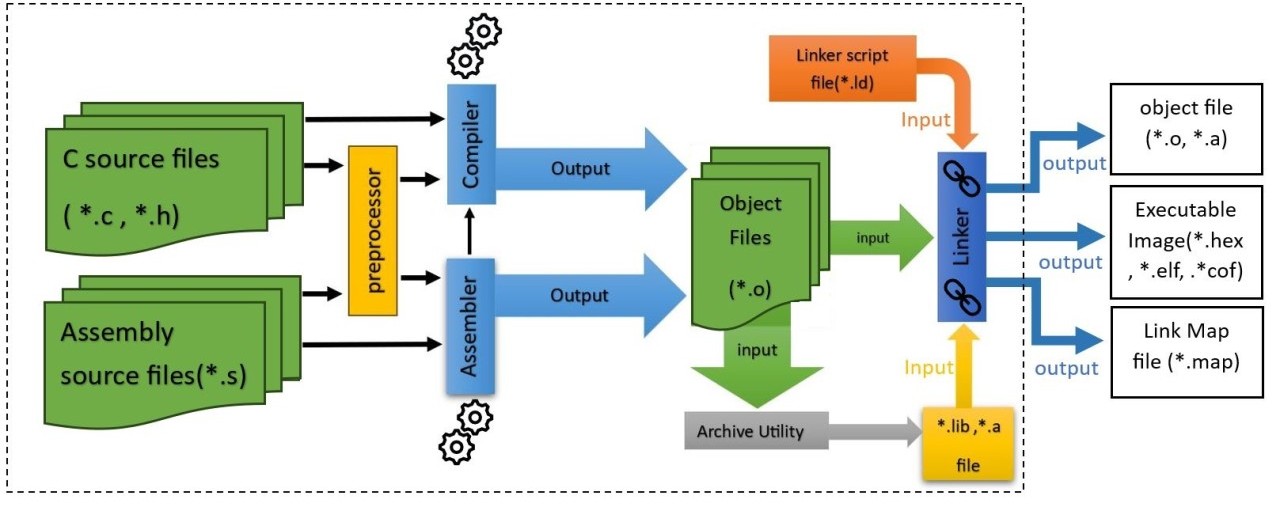 C source files
( *.c , *.h)
Assembly
source files(*.s)
preprocessor
Compiler
Assembler
Output
Output
Object
Files
(*.o)
input
input
Archive Utility
Linker script
file(*.ld)
Input
Linker
Input
*.lib ,*.a
file
output
output
output
object file
(*.o, *.a)
Executable
Image(*.hex
, *.elf, .*cof)
Link Map
file (*.map)